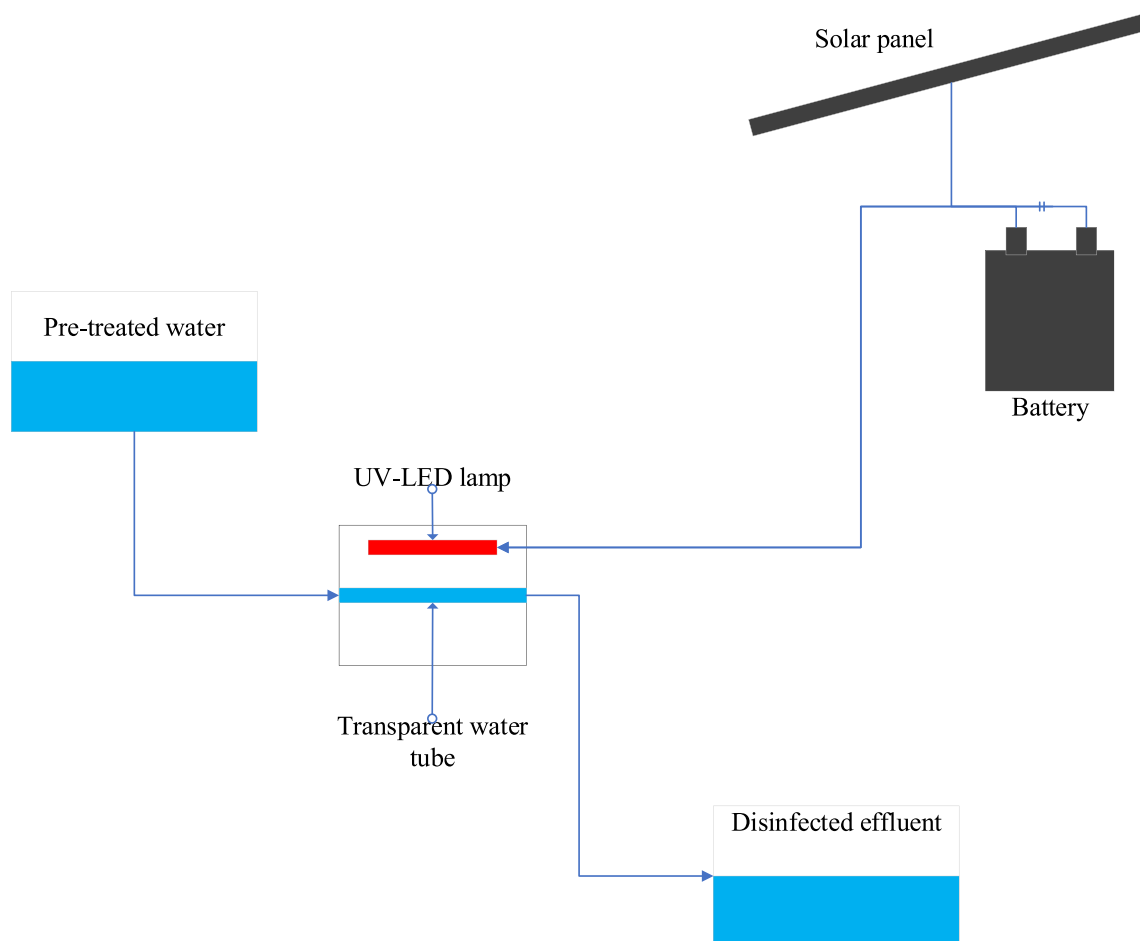 Solar panel
Pre-treated water
Battery
UV-LED lamp
Transparent water
tube
Disinfected effluent